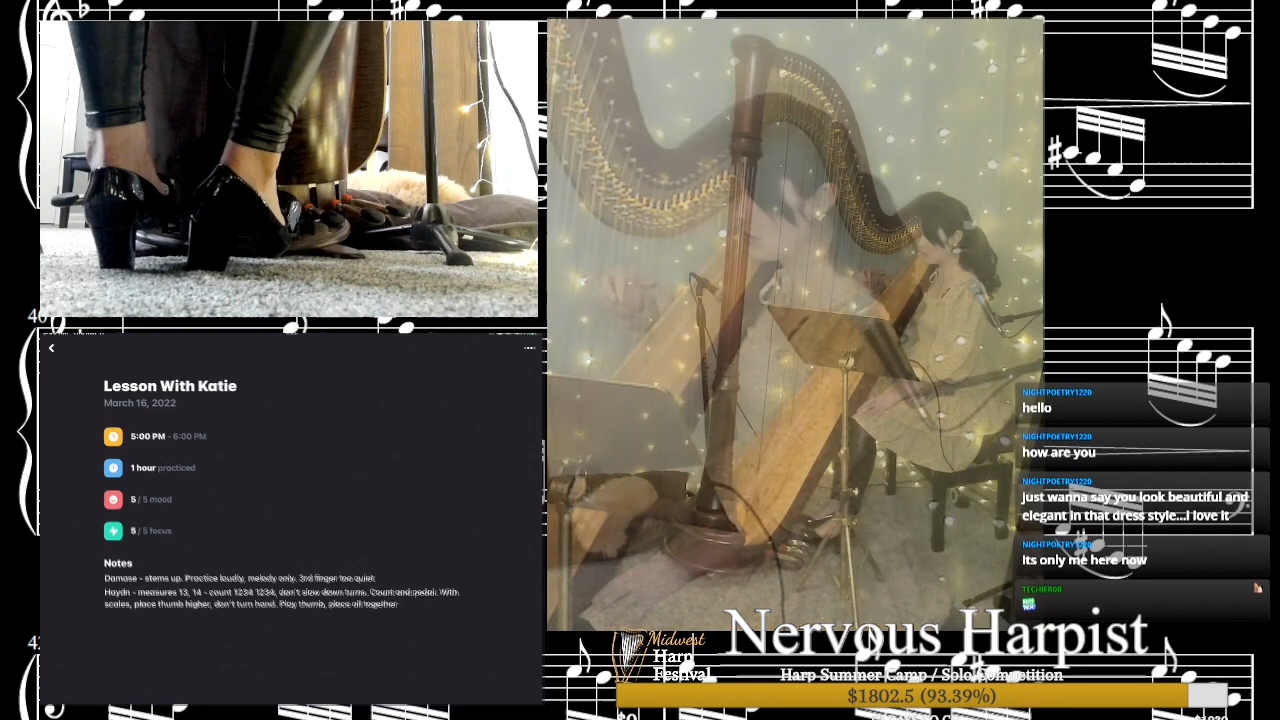 Lesson With Katie
March 16, 2022
5:00 PM - 6:00 PM
1 hour practiced
5 / 5 mood
5 / 5 focus
Notes
Damase - stems up. Practice loudly, melody only. 3rd finger too quiet
Haydn - measures 13, 14 - count 1234 1234, don't slow down turns. Count and pedal. With
scales, place thumb higher, don't turn hand. Play thumb, place all together
NIGHTPOETRY1220
hello
NIGHTPOETRY1220
how are you
NIGHTPOETRY1220
just wanna say you look beautiful and
elegant in that dress style...i love it
NIGHTPOETRY1220
its only me here now
TECHIEROB
Midwest
Harp
Festival
Nervous Harpist
Harp Summer Camp / Solo Competition
$1802.5 (93.39%)
$0
$1930